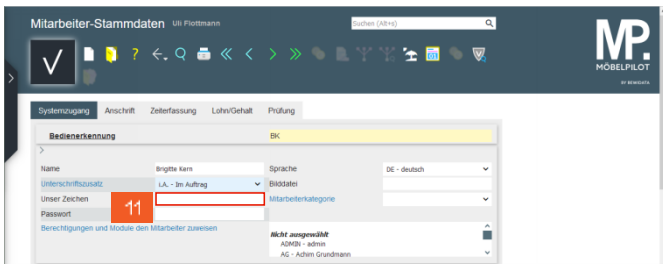 Mitarbeiter-Stammdaten Uli Flottmann Suchen (Alt+s)
MP.
MÖBELPILOT
BY BEWIDATA
Systemzugang Anschrift Zeiterfassung Lohn/Gehalt Prüfung
Bedienerkennung BK
Name Brigitte Kern Sprache DE - deutsch
Unterschriftszusatz i.A. - Im Auftrag Bilddatei
Unser Zeichen 11 Mitarbeiterkategorie
Passwort
Berechtigungen und Module den Mitarbeiter zuweisen
Nicht ausgewählt
ADMIN - admin
AG - Achim Grundmann